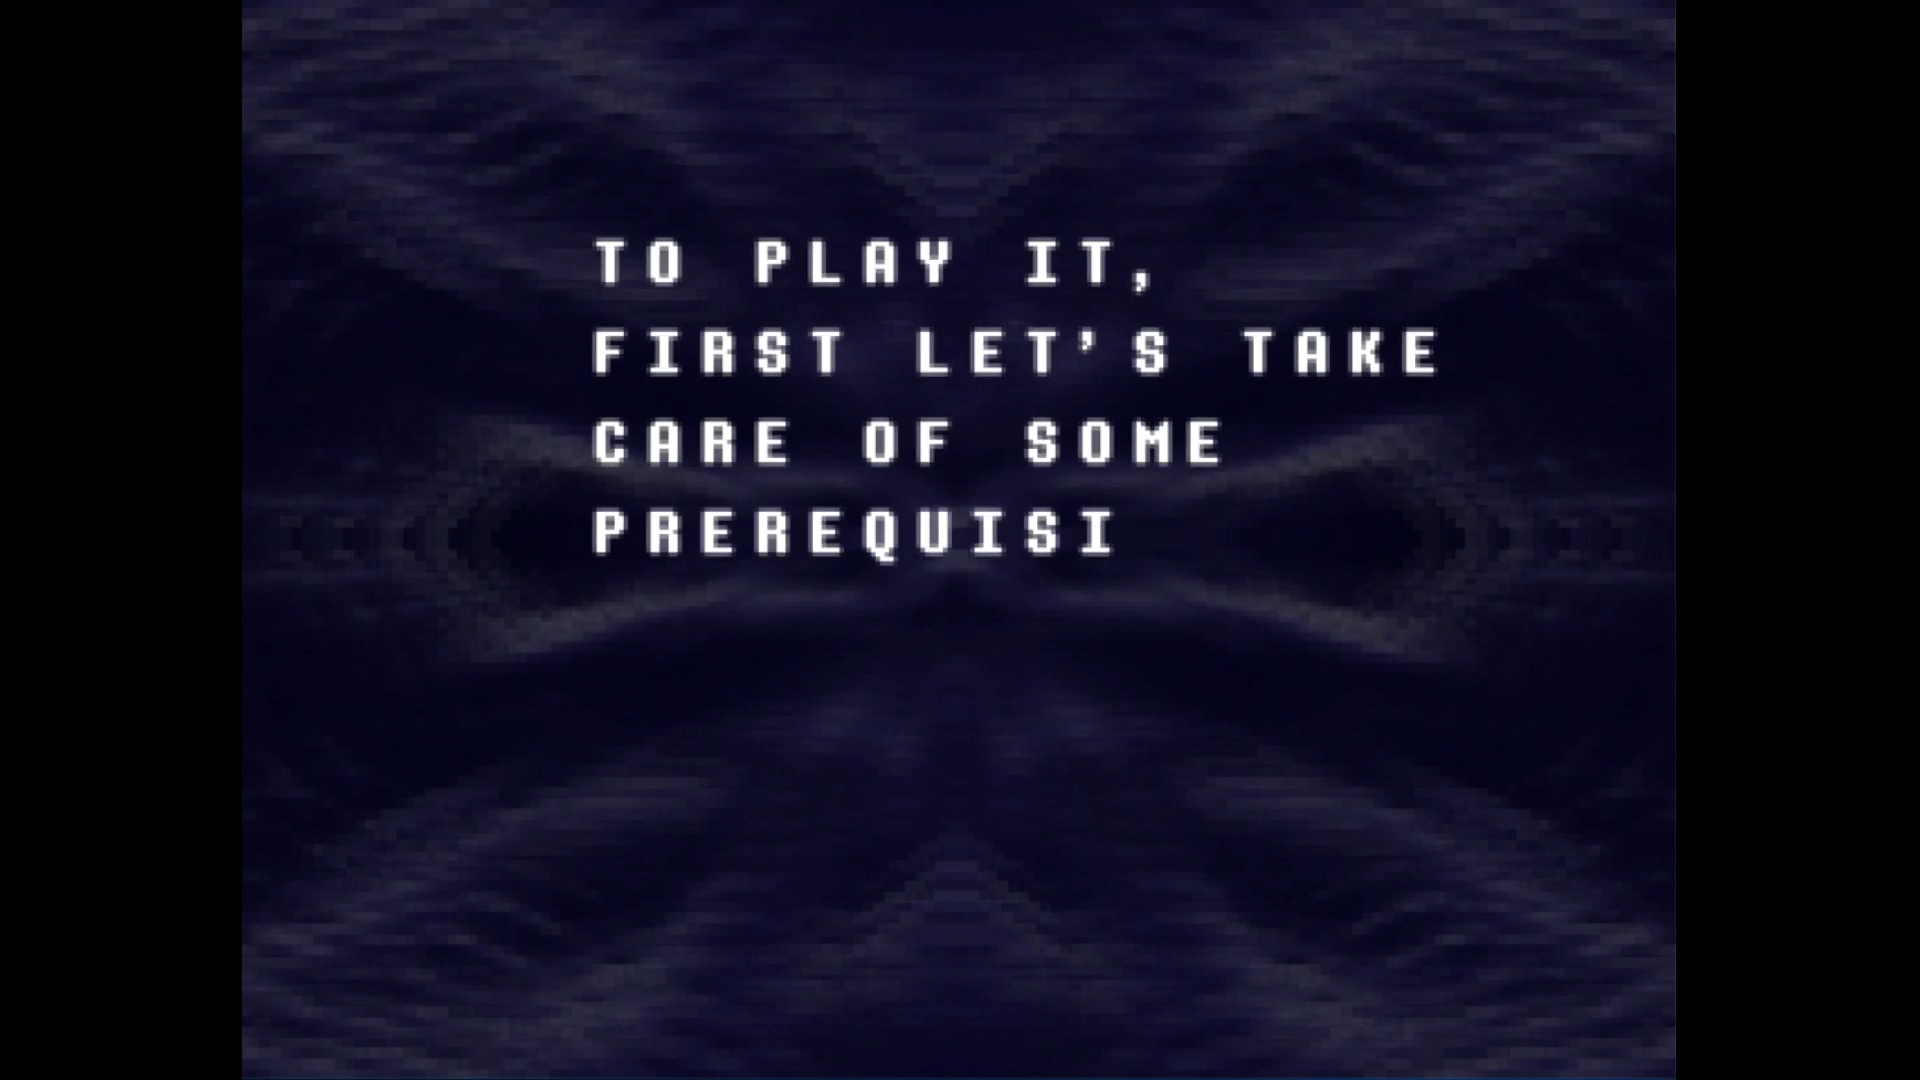 TO PLAY IT,
FIRST LET'S TAKE
CARE OF SOME
PREREQUISI